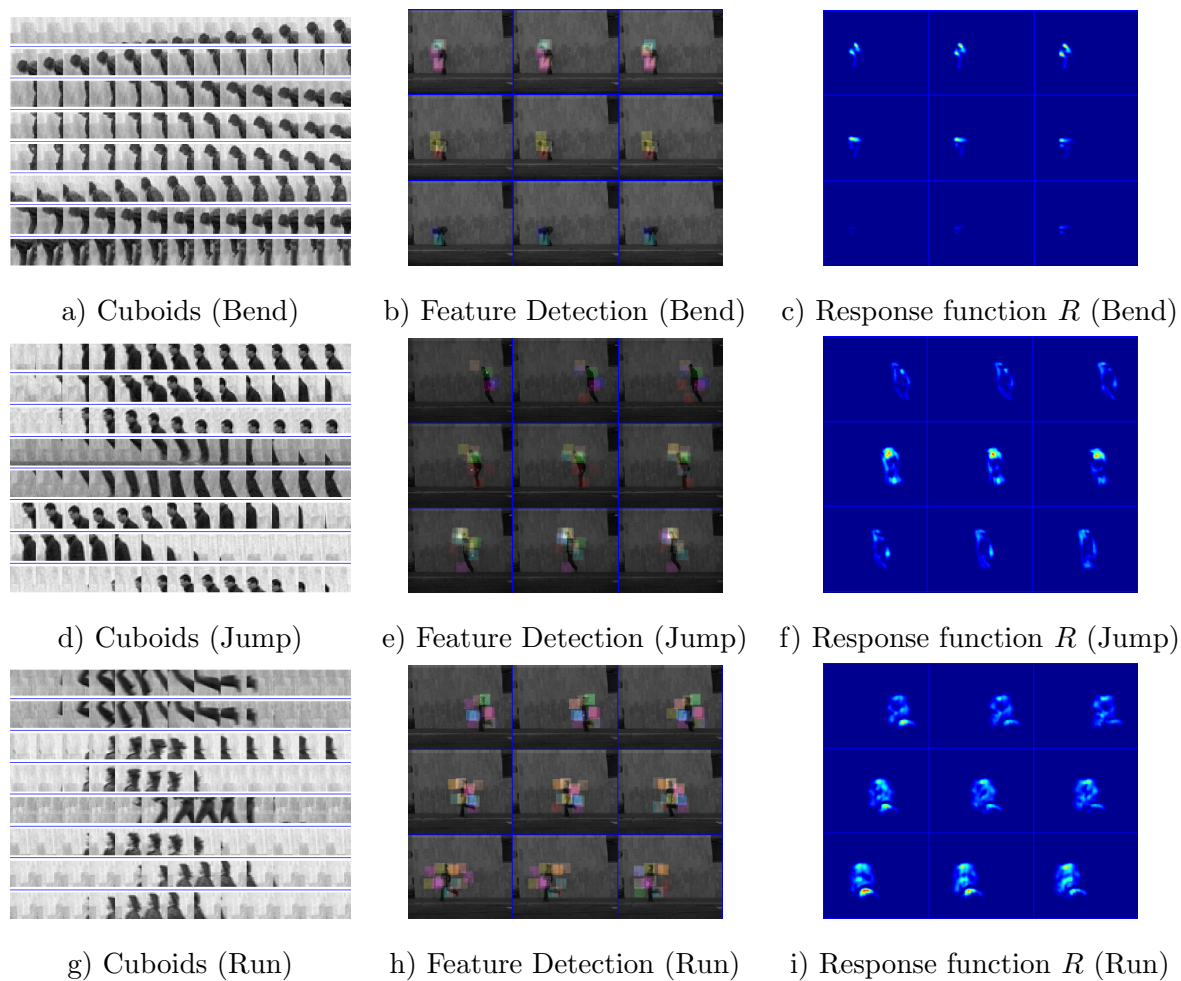 a) Cuboids (Bend)
b) Feature Detection (Bend)
c) Response function R (Bend)
d) Cuboids (Jump)
e) Feature Detection (Jump)
f) Response function R (Jump)
g) Cuboids (Run)
h) Feature Detection (Run)
i) Response function R (Run)